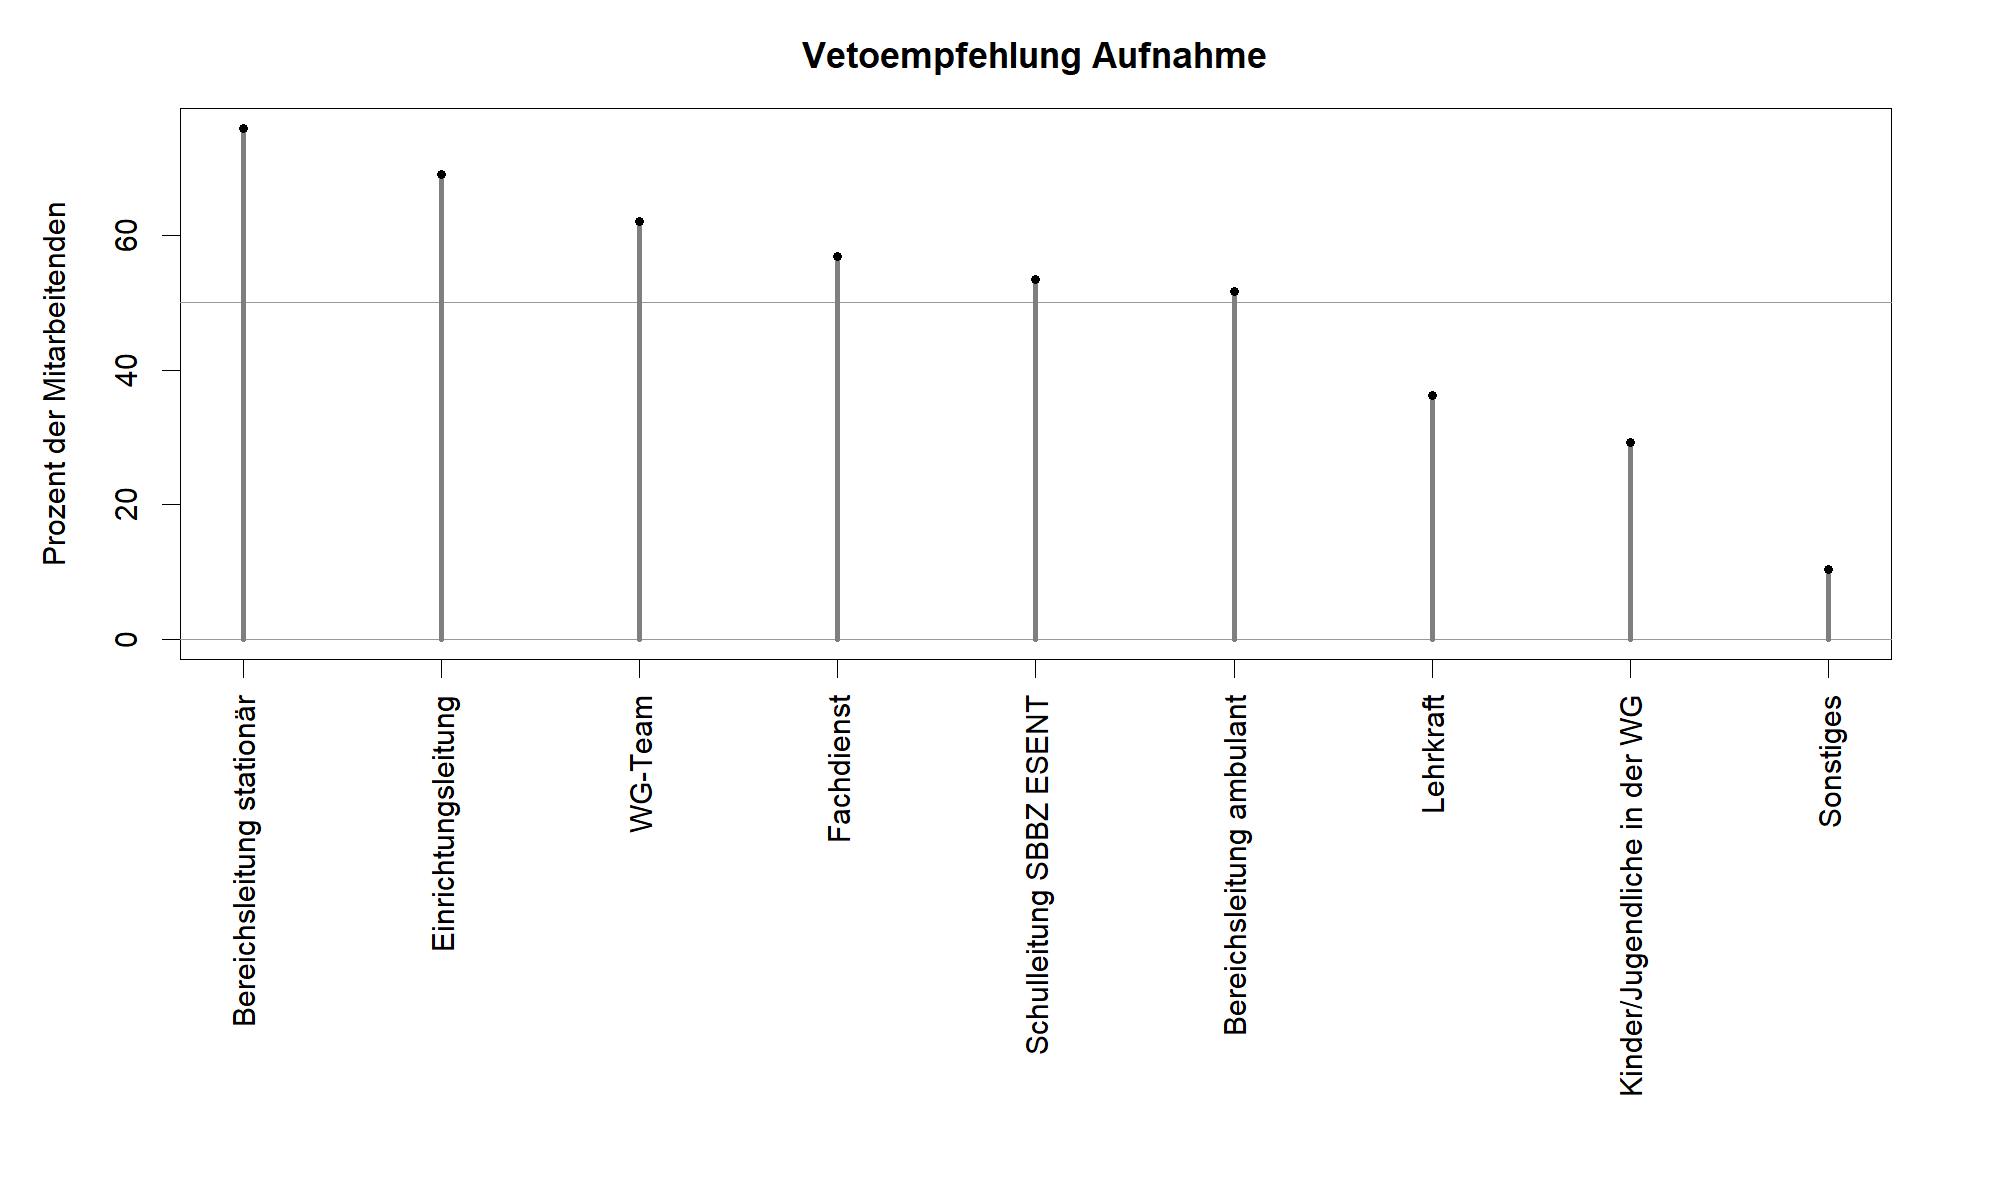 Vetoempfehlung Aufnahme
Prozent der Mitarbeitenden
60
40
20
0
Bereichsleitung stationär
Einrichtungsleitung
WG-Team
Fachdienst
Schulleitung SBBZ ESENT
Bereichsleitung ambulant
Lehrkraft
Kinder/Jugendliche in der WG
Sonstiges